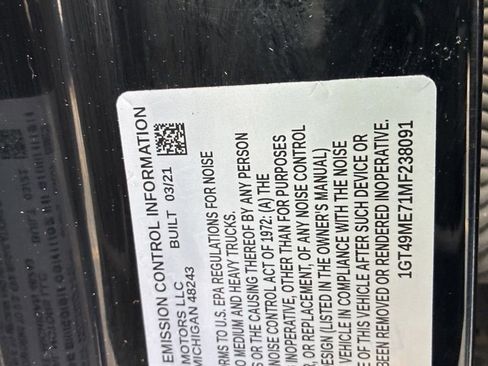 EMISSION CONTROL INFORMATION
MOTORS LLC BUILT 03/21
MICHIGAN 48243
TO U.S. EPA REGULATIONS FOR NOISE
MEDIUM AND HEAVY TRUCKS.
OR THE CAUSING THEREOF BY ANY PERSON
CONTROL ACT OF 1972: (A) THE
INOPERATIVE, OTHER THAN FOR PURPOSES
OR REPLACEMENT, OF ANY NOISE CONTROL
DESIGN (LISTED IN THE OWNER'S MANUAL)
VEHICLE IN COMPLIANCE WITH THE NOISE
OF THIS VEHICLE AFTER SUCH DEVICE OR
BEEN REMOVED OR RENDERED INOPERATIVE.
1GT49ME71MF238091